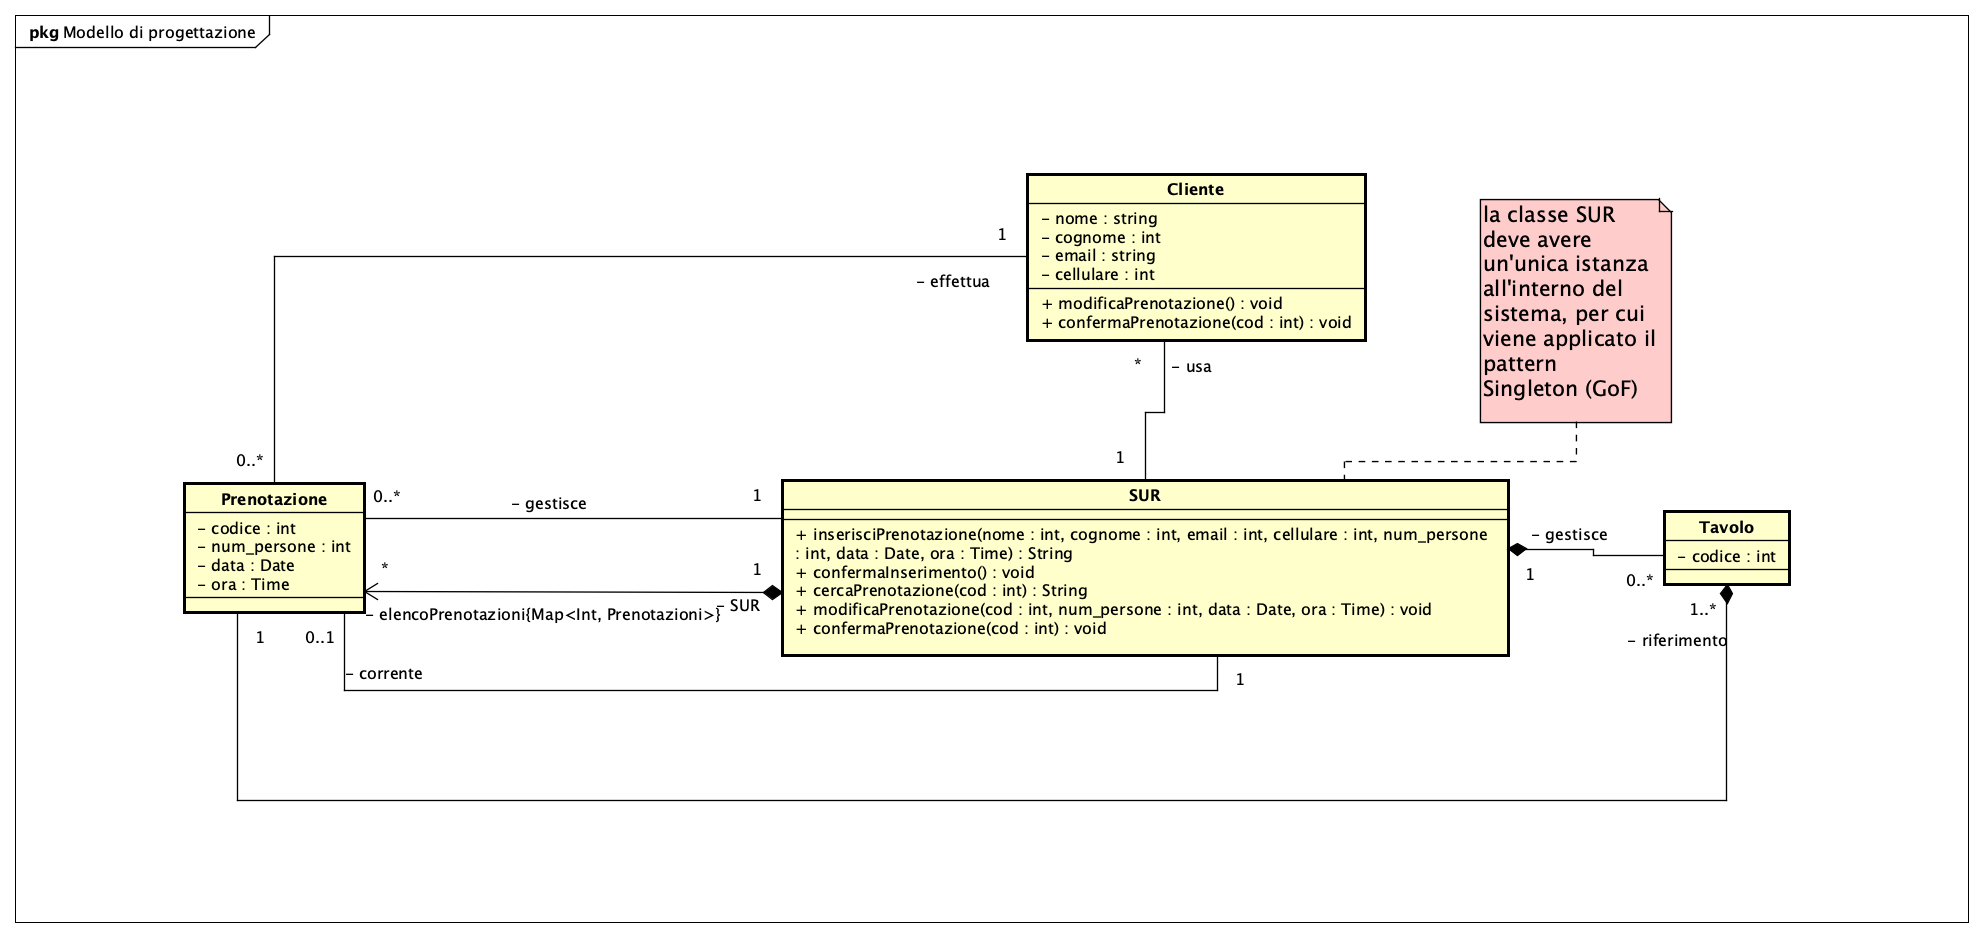 pkg Modello di progettazione
Cliente
– nome : string
– cognome : int
– email : string
– cellulare : int
+ modificaPrenotazione() : void
+ confermaPrenotazione(cod : int) : void
la classe SUR
deve avere
un'unica istanza
all'interno del
sistema, per cui
viene applicato il
pattern
Singleton (GoF)
1
– effettua
*
– usa
0..*
1
Prenotazione
– codice : int
– num_persone : int
– data : Date
– ora : Time
0..*
– gestisce
1
*
1
– elencoPrenotazioni{Map<Int, Prenotazioni>}
– SUR
SUR
+ inserisciPrenotazione(nome : int, cognome : int, email : int, cellulare : int, num_persone
: int, data : Date, ora : Time) : String
+ confermaInserimento() : void
+ cercaPrenotazione(cod : int) : String
+ modificaPrenotazione(cod : int, num_persone : int, data : Date, ora : Time) : void
+ confermaPrenotazione(cod : int) : void
– gestisce
1
0..*
Tavolo
– codice : int
1..*
– riferimento
1
0..1
– corrente
1